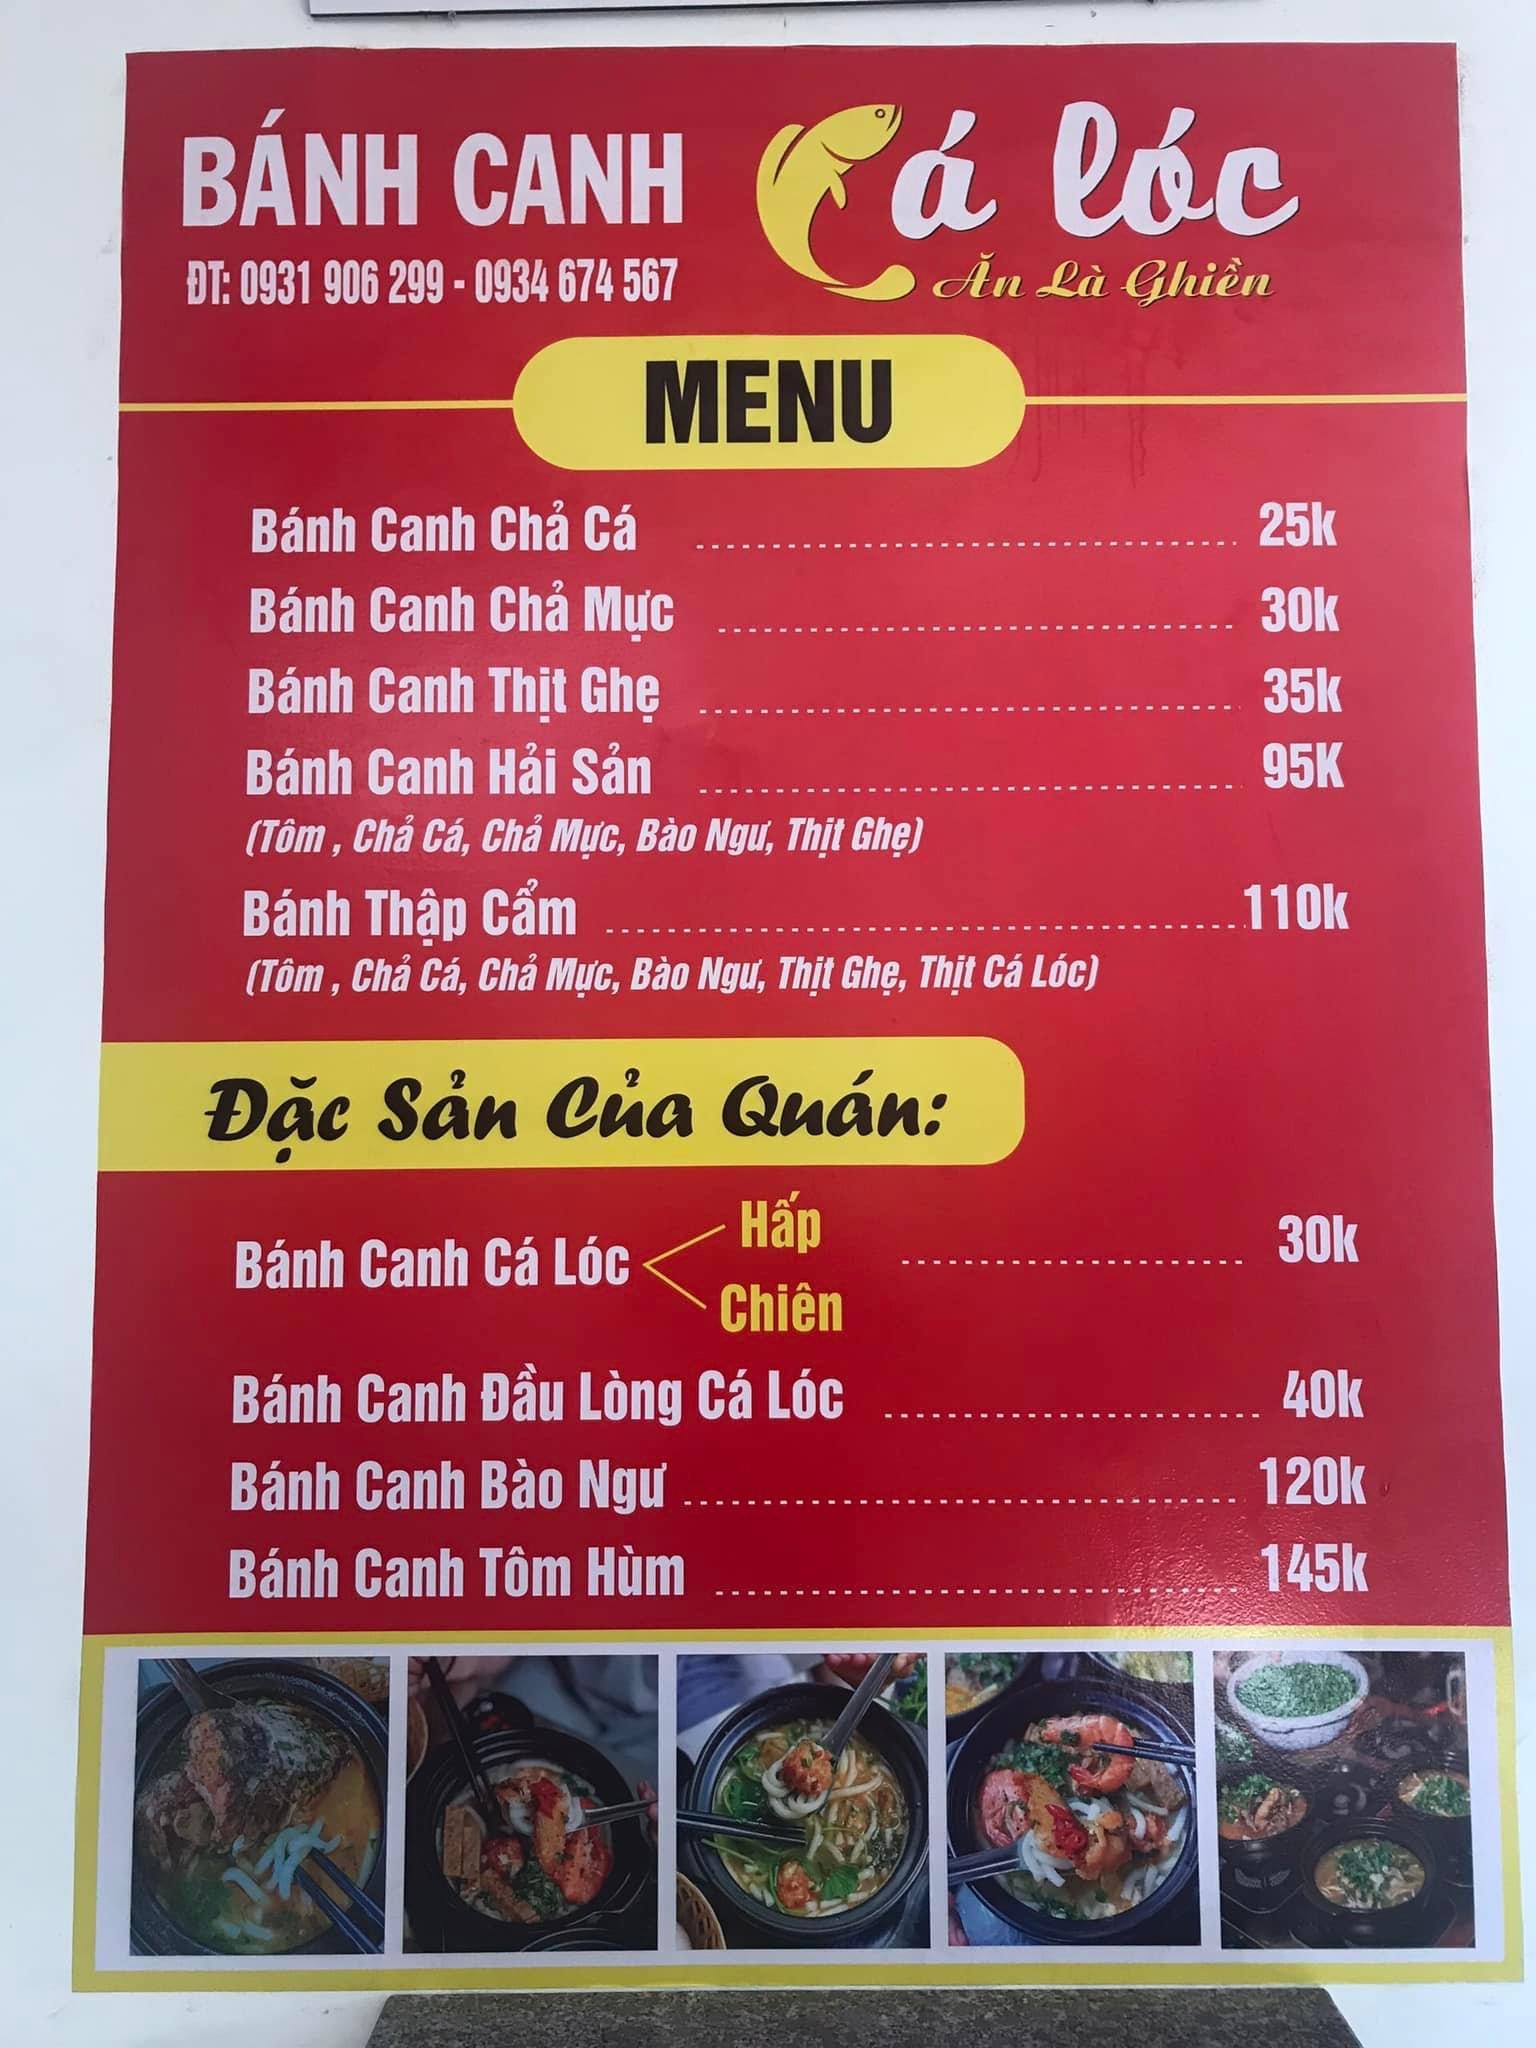 BÁNH CANH Cá lóc
ĐT: 0931 906 299 - 0934 674 567
Ăn Là Ghiền
MENU
Bánh Canh Chả Cá 25k
Bánh Canh Chả Mực 30k
Bánh Canh Thịt Ghẹ 35k
Bánh Canh Hải Sản 95K
(Tôm , Chả Cá, Chả Mực, Bào Ngư, Thịt Ghẹ)
Bánh Thập Cẩm 110k
(Tôm , Chả Cá, Chả Mực, Bào Ngư, Thịt Ghẹ, Thịt Cá Lóc)
Đặc Sản Của Quán:
Hấp
Bánh Canh Cá Lóc 30k
Chiên
Bánh Canh Đầu Lòng Cá Lóc 40k
Bánh Canh Bào Ngư 120k
Bánh Canh Tôm Hùm 145k